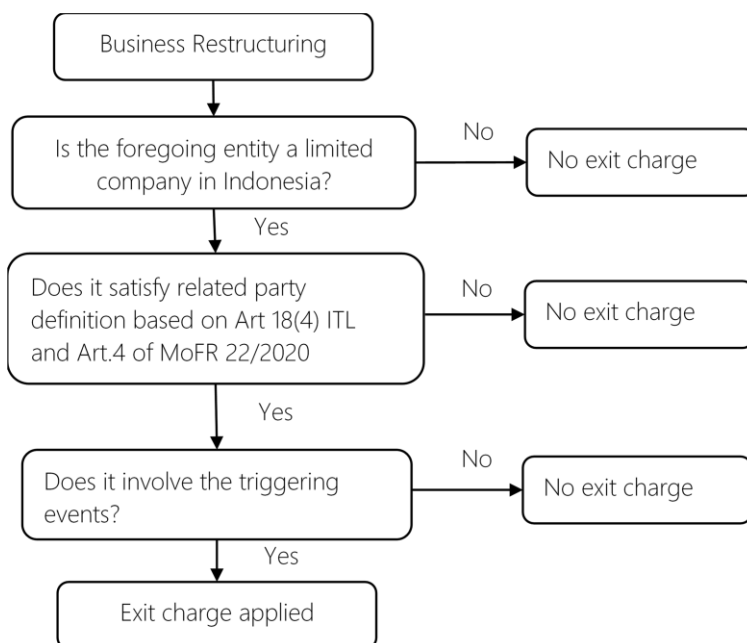 Business Restructuring
Is the foregoing entity a limited
company in Indonesia?
No
No exit charge
Yes
Does it satisfy related party
definition based on Art 18(4) ITL
and Art.4 of MoFR 22/2020
No
No exit charge
Yes
Does it involve the triggering
events?
No
No exit charge
Yes
Exit charge applied